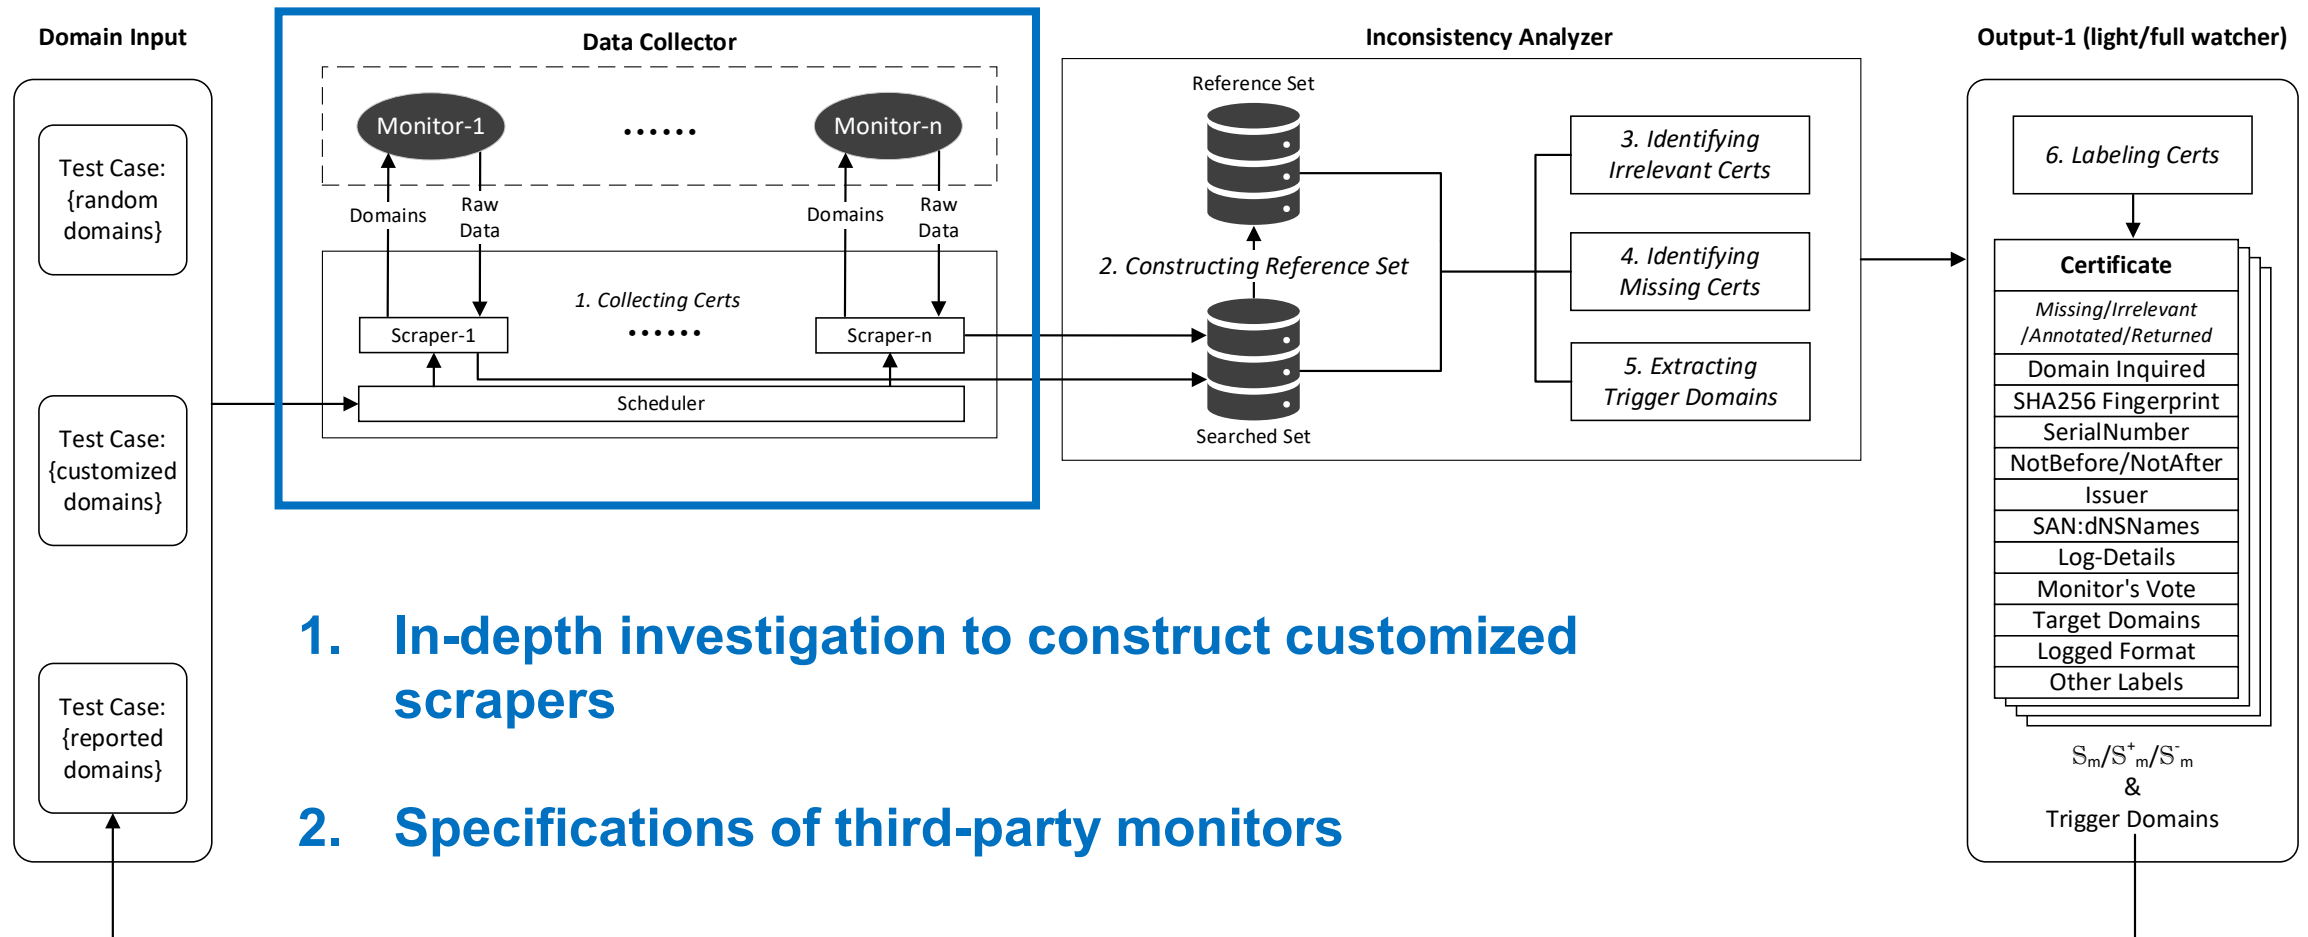 Domain Input
Test Case:
{random
domains}
Test Case:
{customized
domains}
Test Case:
{reported
domains}
Data Collector
Monitor-1
......
Monitor-n
Domains
Raw
Data
Domains
Raw
Data
1. Collecting Certs
......
Scraper-1
Scraper-n
Scheduler
Inconsistency Analyzer
Reference Set
2. Constructing Reference Set
Searched Set
3. Identifying
Irrelevant Certs
4. Identifying
Missing Certs
5. Extracting
Trigger Domains
Output-1 (light/full watcher)
6. Labeling Certs
Certificate
Missing/Irrelevant
/Annotated/Returned
Domain Inquired
SHA256 Fingerprint
SerialNumber
NotBefore/NotAfter
Issuer
SAN:dNSNames
Log-Details
Monitor's Vote
Target Domains
Logged Format
Other Labels
Sₘ/S⁺ₘ/S⁻ₘ
&
Trigger Domains
1. In-depth investigation to construct customized
scrapers
2. Specifications of third-party monitors